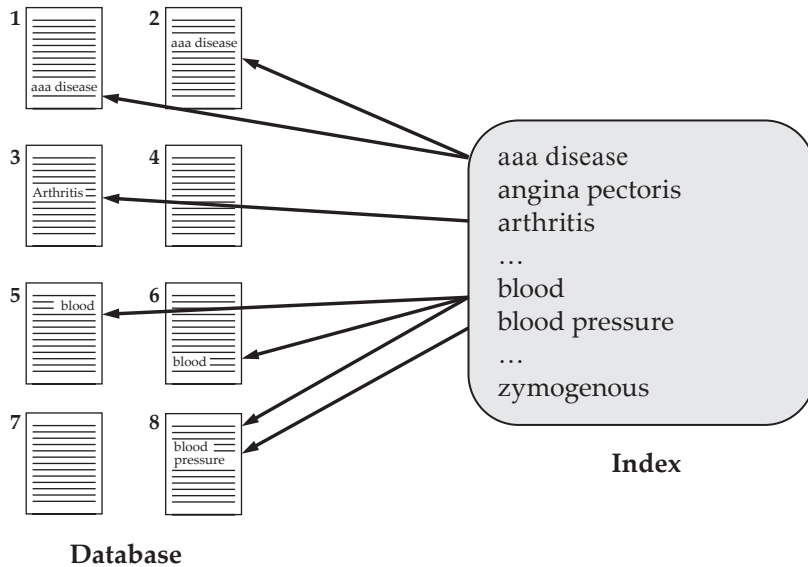 1
2
aaa disease
aaa disease
3
4
Arthritis
5
6
blood
blood
7
8
blood
pressure
Database
aaa disease
angina pectoris
arthritis
…
blood
blood pressure
…
zymogenous
Index